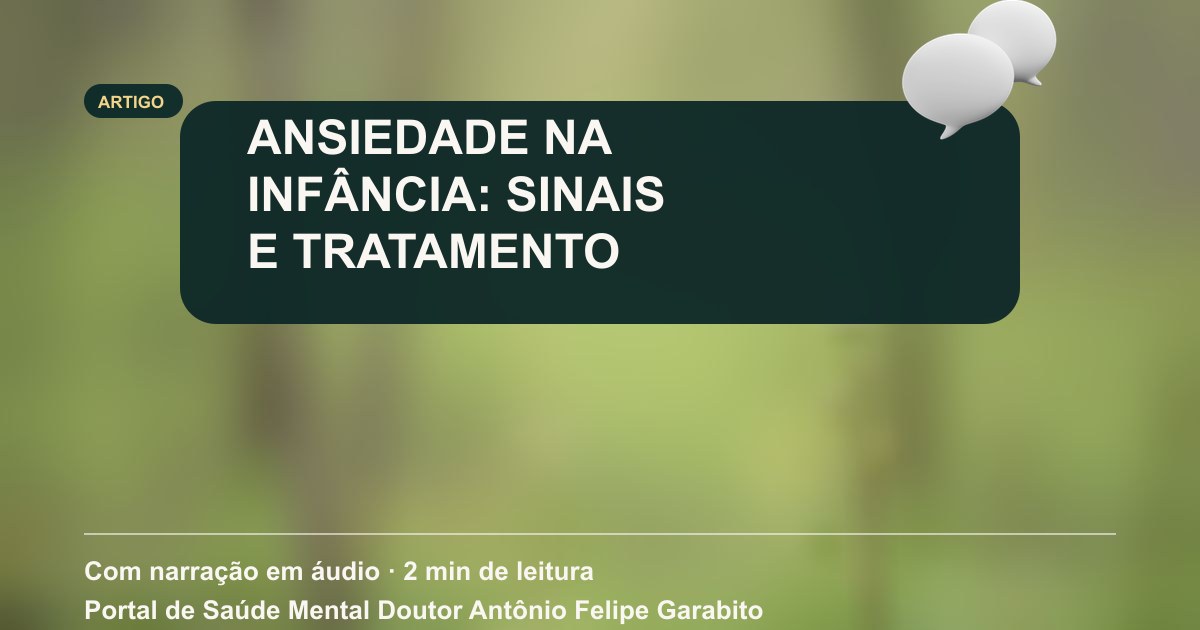 ARTIGO
ANSIEDADE NA
INFÂNCIA: SINAIS
E TRATAMENTO
Com narração em áudio · 2 min de leitura
Portal de Saúde Mental Doutor Antônio Felipe Garabito